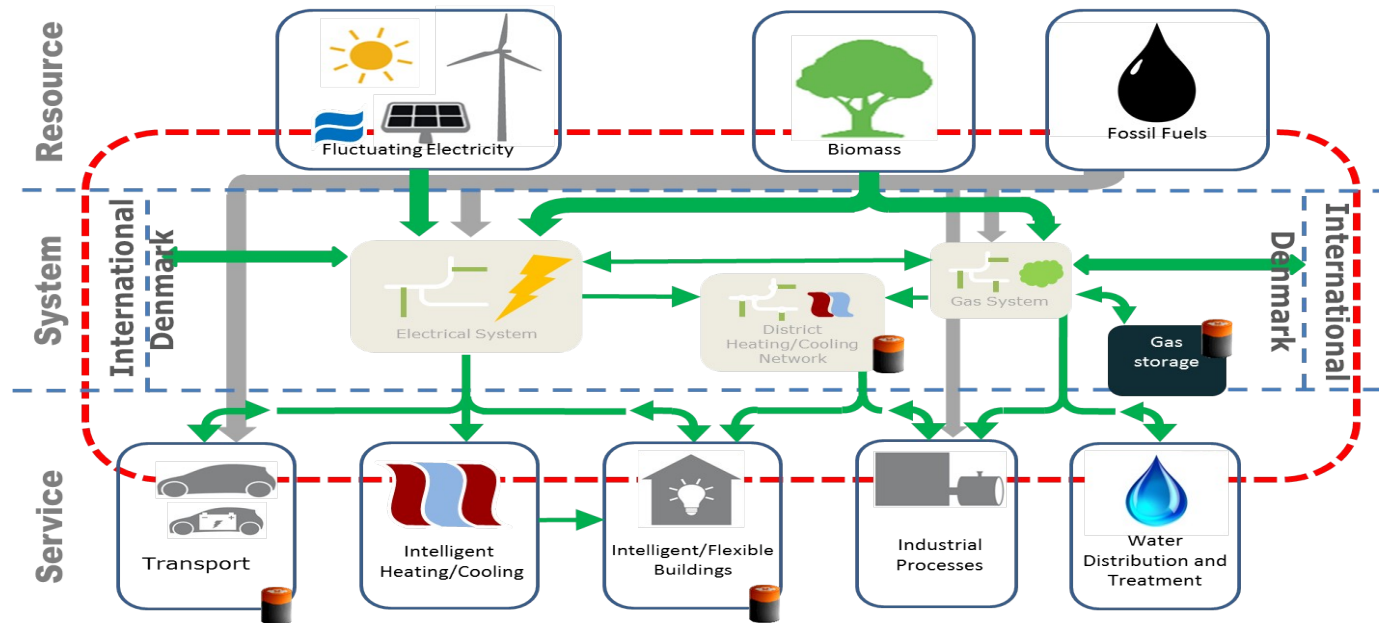 Resource
Fluctuating Electricity
Biomass
Fossil Fuels
System
International
Denmark
Electrical System
District
Heating/Cooling
Network
Gas System
Gas
storage
Denmark
International
Service
Transport
Intelligent
Heating/Cooling
Intelligent/Flexible
Buildings
Industrial
Processes
Water
Distribution and
Treatment